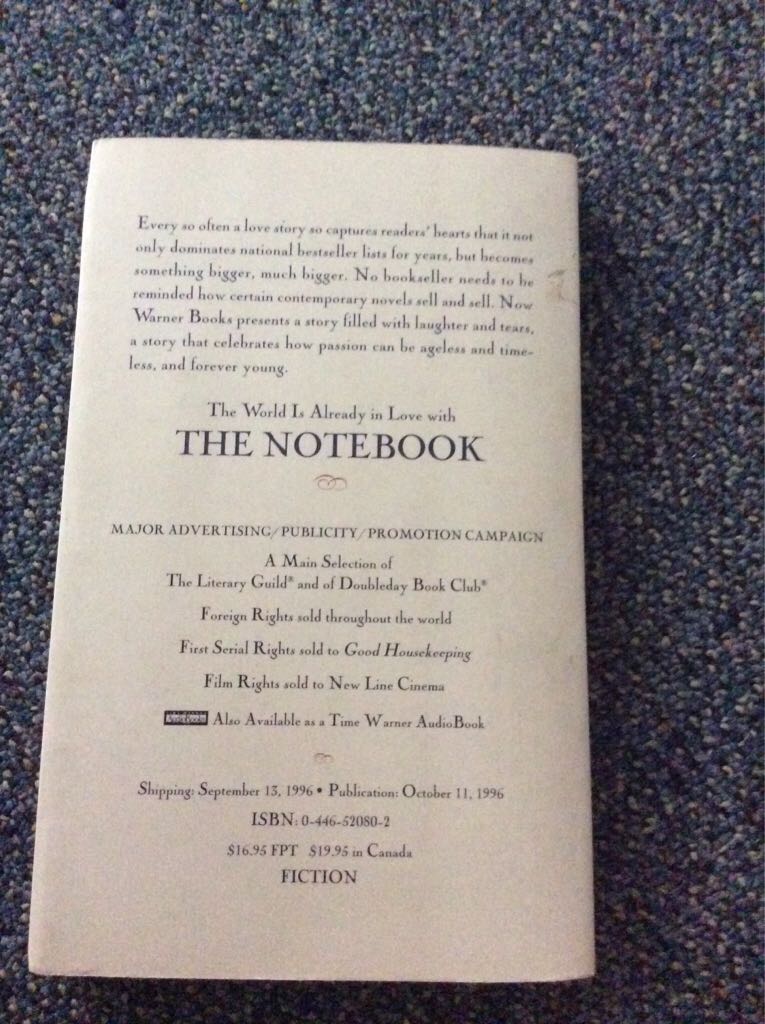 Every so often a love story so captures readers' hearts that it not
only dominates national bestseller lists for years, but becomes
something bigger, much bigger. No bookseller needs to be
reminded how certain contemporary novels sell and sell. Now
Warner Books presents a story filled with laughter and tears,
a story that celebrates how passion can be ageless and time-
less, and forever young.
The World Is Already in Love with
THE NOTEBOOK
MAJOR ADVERTISING/PUBLICITY/PROMOTION CAMPAIGN
A Main Selection of
The Literary Guild® and of Doubleday Book Club®
Foreign Rights sold throughout the world
First Serial Rights sold to Good Housekeeping
Film Rights sold to New Line Cinema
AudioBooks Also Available as a Time Warner AudioBook
Shipping: September 13, 1996 • Publication: October 11, 1996
ISBN: 0-446-52080-2
$16.95 FPT $19.95 in Canada
FICTION